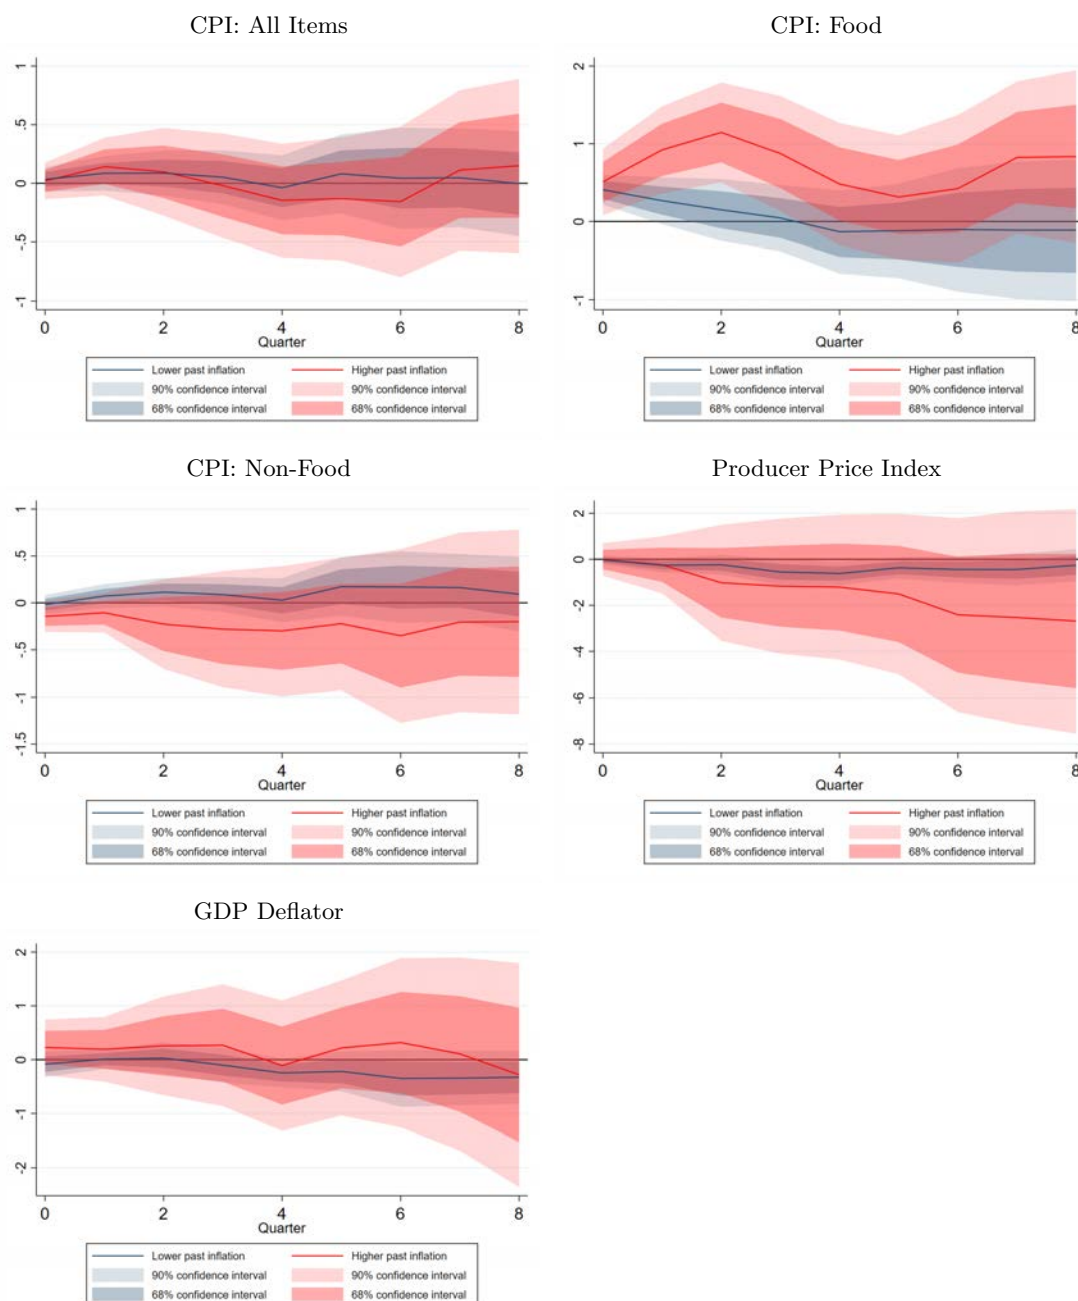 CPI: All Items
1
.5
0
-.5
-1
0 2 4 6 8
Quarter
Lower past inflation Higher past inflation
90% confidence interval 90% confidence interval
68% confidence interval 68% confidence interval
CPI: Food
2
1
0
-1
0 2 4 6 8
Quarter
Lower past inflation Higher past inflation
90% confidence interval 90% confidence interval
68% confidence interval 68% confidence interval
CPI: Non-Food
1
.5
0
-.5
-1
-1.5
0 2 4 6 8
Quarter
Lower past inflation Higher past inflation
90% confidence interval 90% confidence interval
68% confidence interval 68% confidence interval
Producer Price Index
2
0
-2
-4
-6
-8
0 2 4 6 8
Quarter
Lower past inflation Higher past inflation
90% confidence interval 90% confidence interval
68% confidence interval 68% confidence interval
GDP Deflator
2
1
0
-1
-2
0 2 4 6 8
Quarter
Lower past inflation Higher past inflation
90% confidence interval 90% confidence interval
68% confidence interval 68% confidence interval